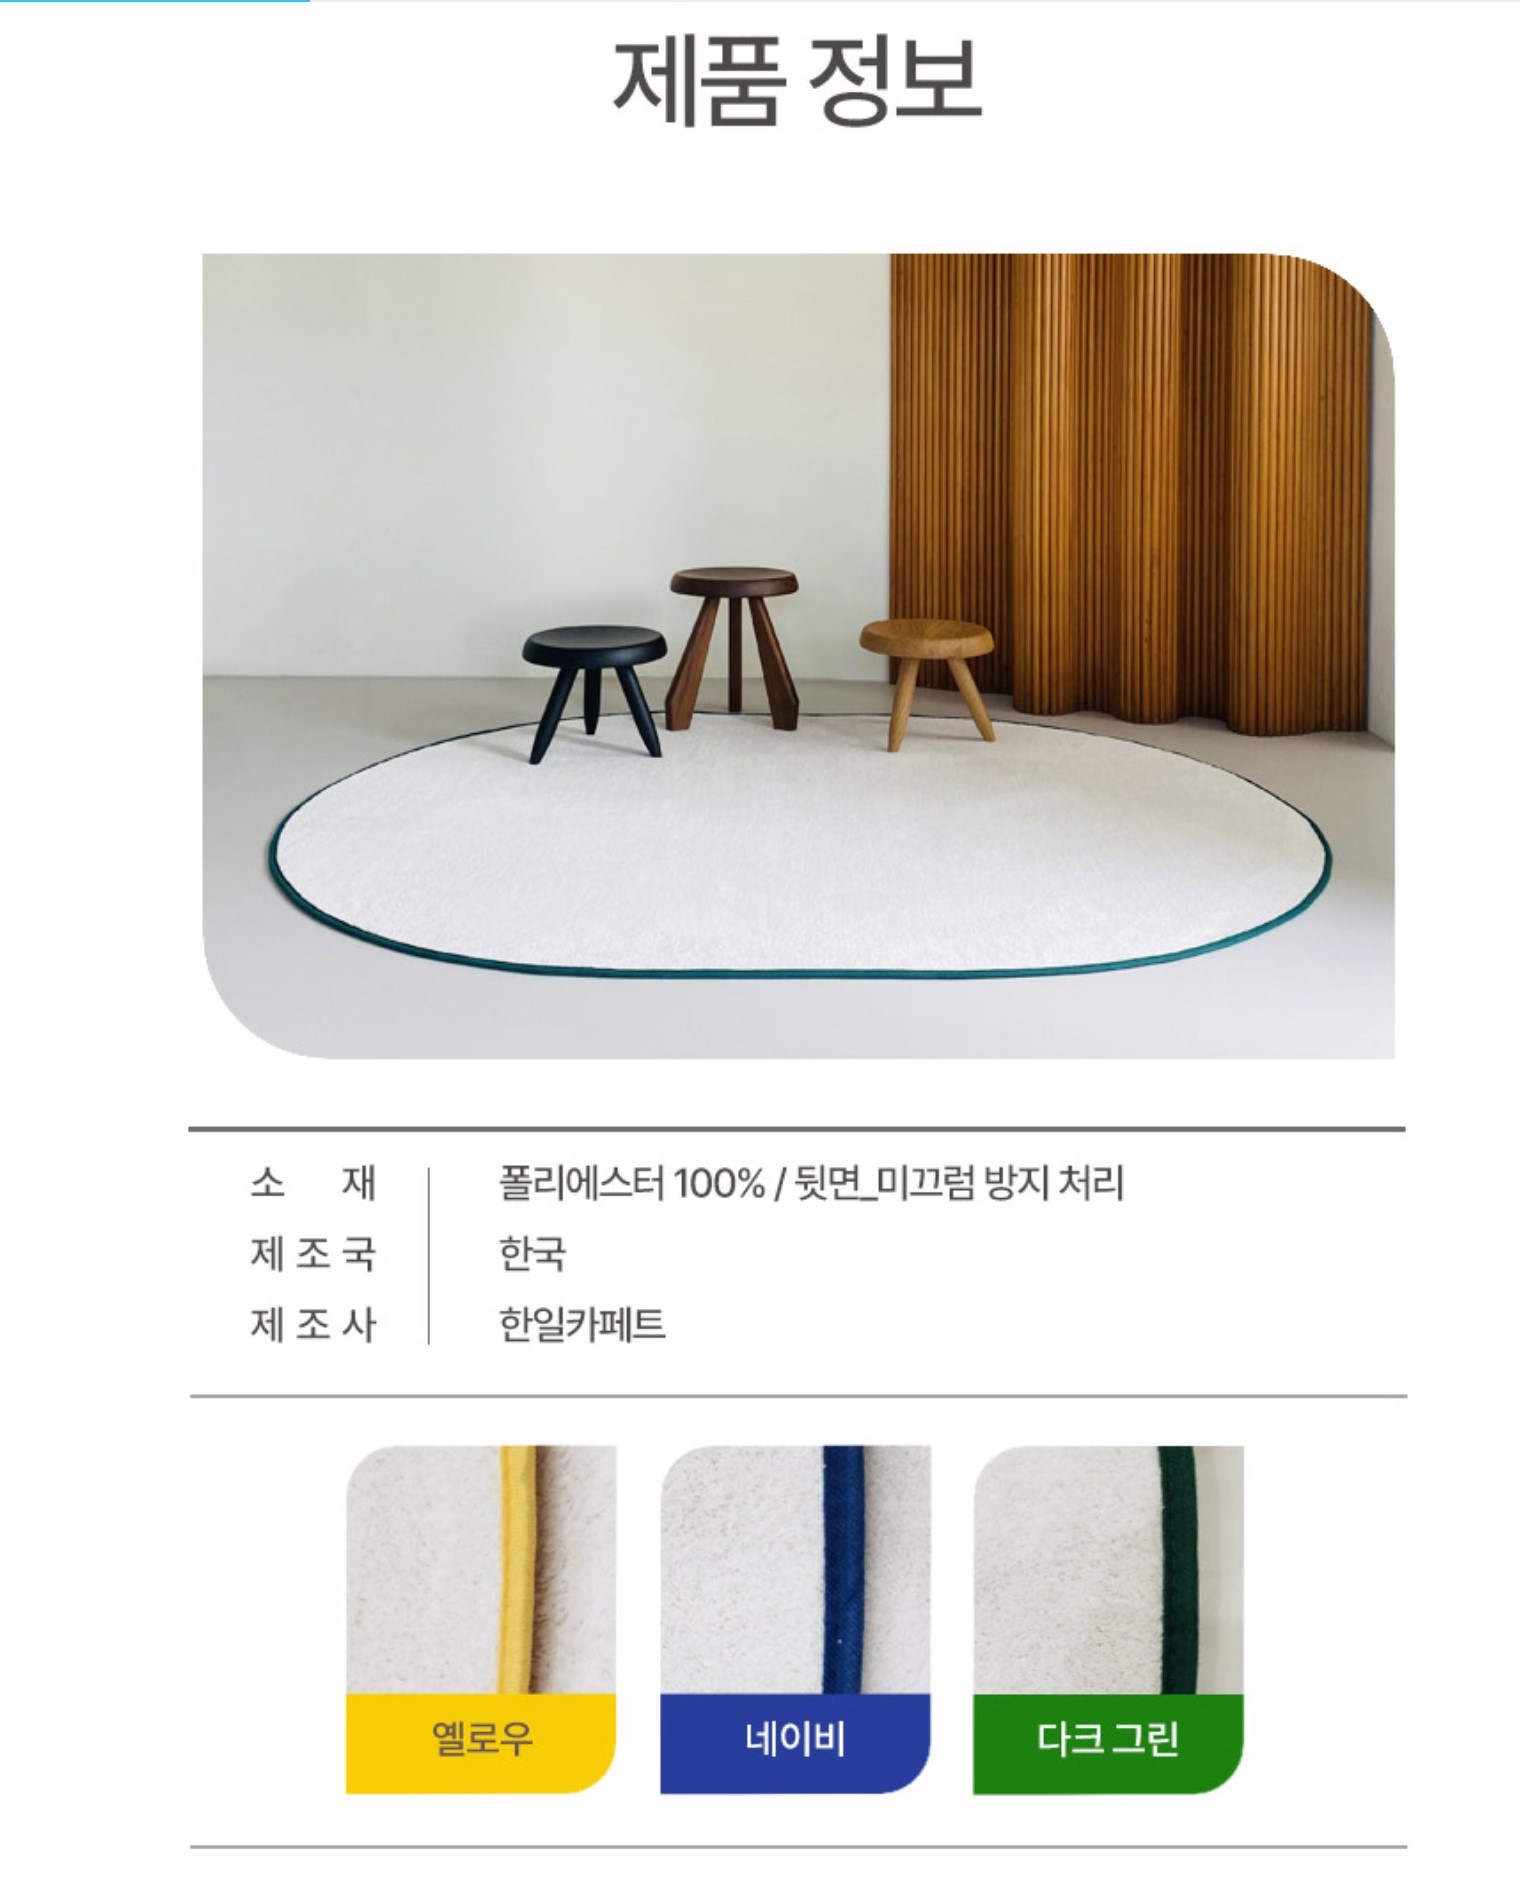 제품 정보
소 재 폴리에스터 100% / 뒷면_미끄럼 방지 처리
제 조 국 한국
제 조 사 한일카페트
옐로우 네이비 다크 그린